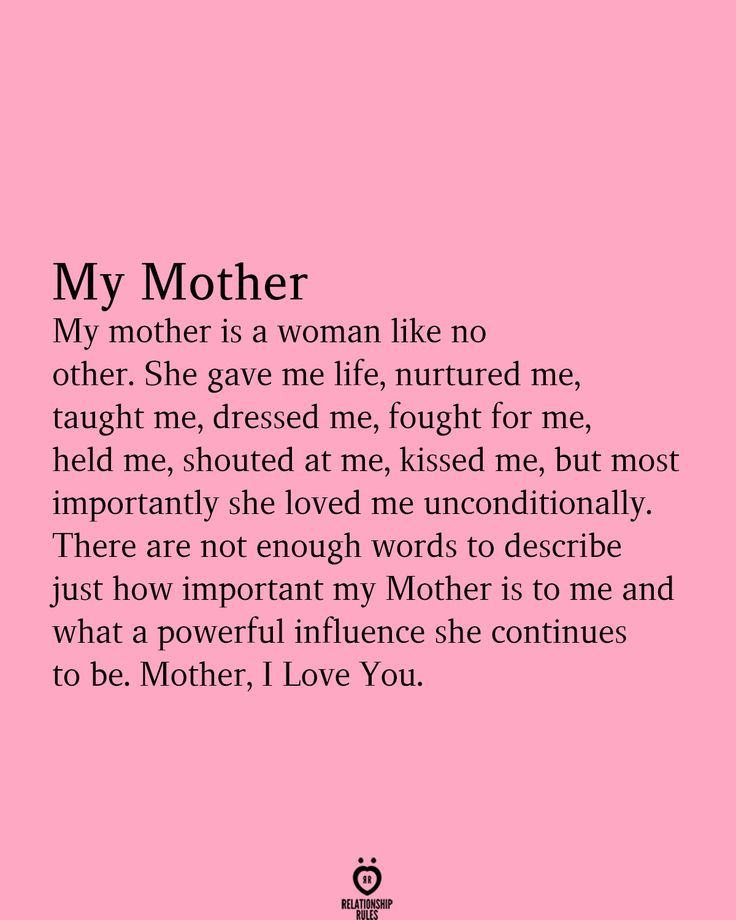 My Mother
My mother is a woman like no
other. She gave me life, nurtured me,
taught me, dressed me, fought for me,
held me, shouted at me, kissed me, but most
importantly she loved me unconditionally.
There are not enough words to describe
just how important my Mother is to me and
what a powerful influence she continues
to be. Mother, I Love You.
RR
RELATIONSHIP
RULES